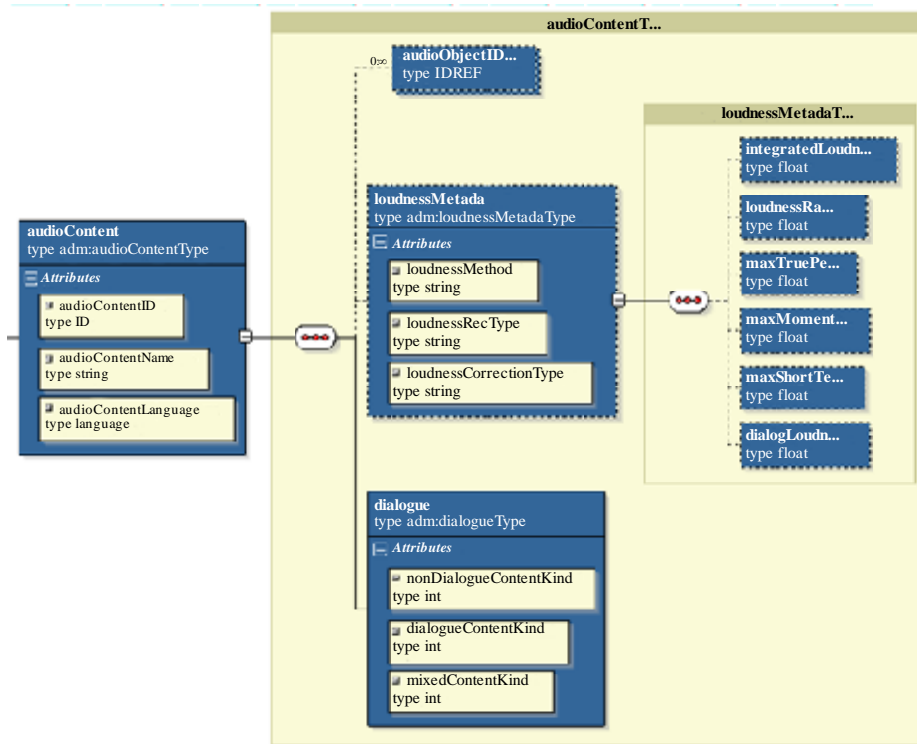 audioContentT...
0:∞
audioObjectID...
type IDREF
loudnessMetadaT...
integratedLoudn...
type float
loudnessRa...
type float
maxTruePe...
type float
maxMoment...
type float
maxShortTe...
type float
dialogLoudn...
type float
loudnessMetada
type adm:loudnessMetadaType
Attributes
loudnessMethod
type string
loudnessRecType
type string
loudnessCorrectionType
type string
audioContent
type adm:audioContentType
Attributes
audioContentID
type ID
audioContentName
type string
audioContentLanguage
type language
dialogue
type adm:dialogueType
Attributes
nonDialogueContentKind
type int
dialogueContentKind
type int
mixedContentKind
type int